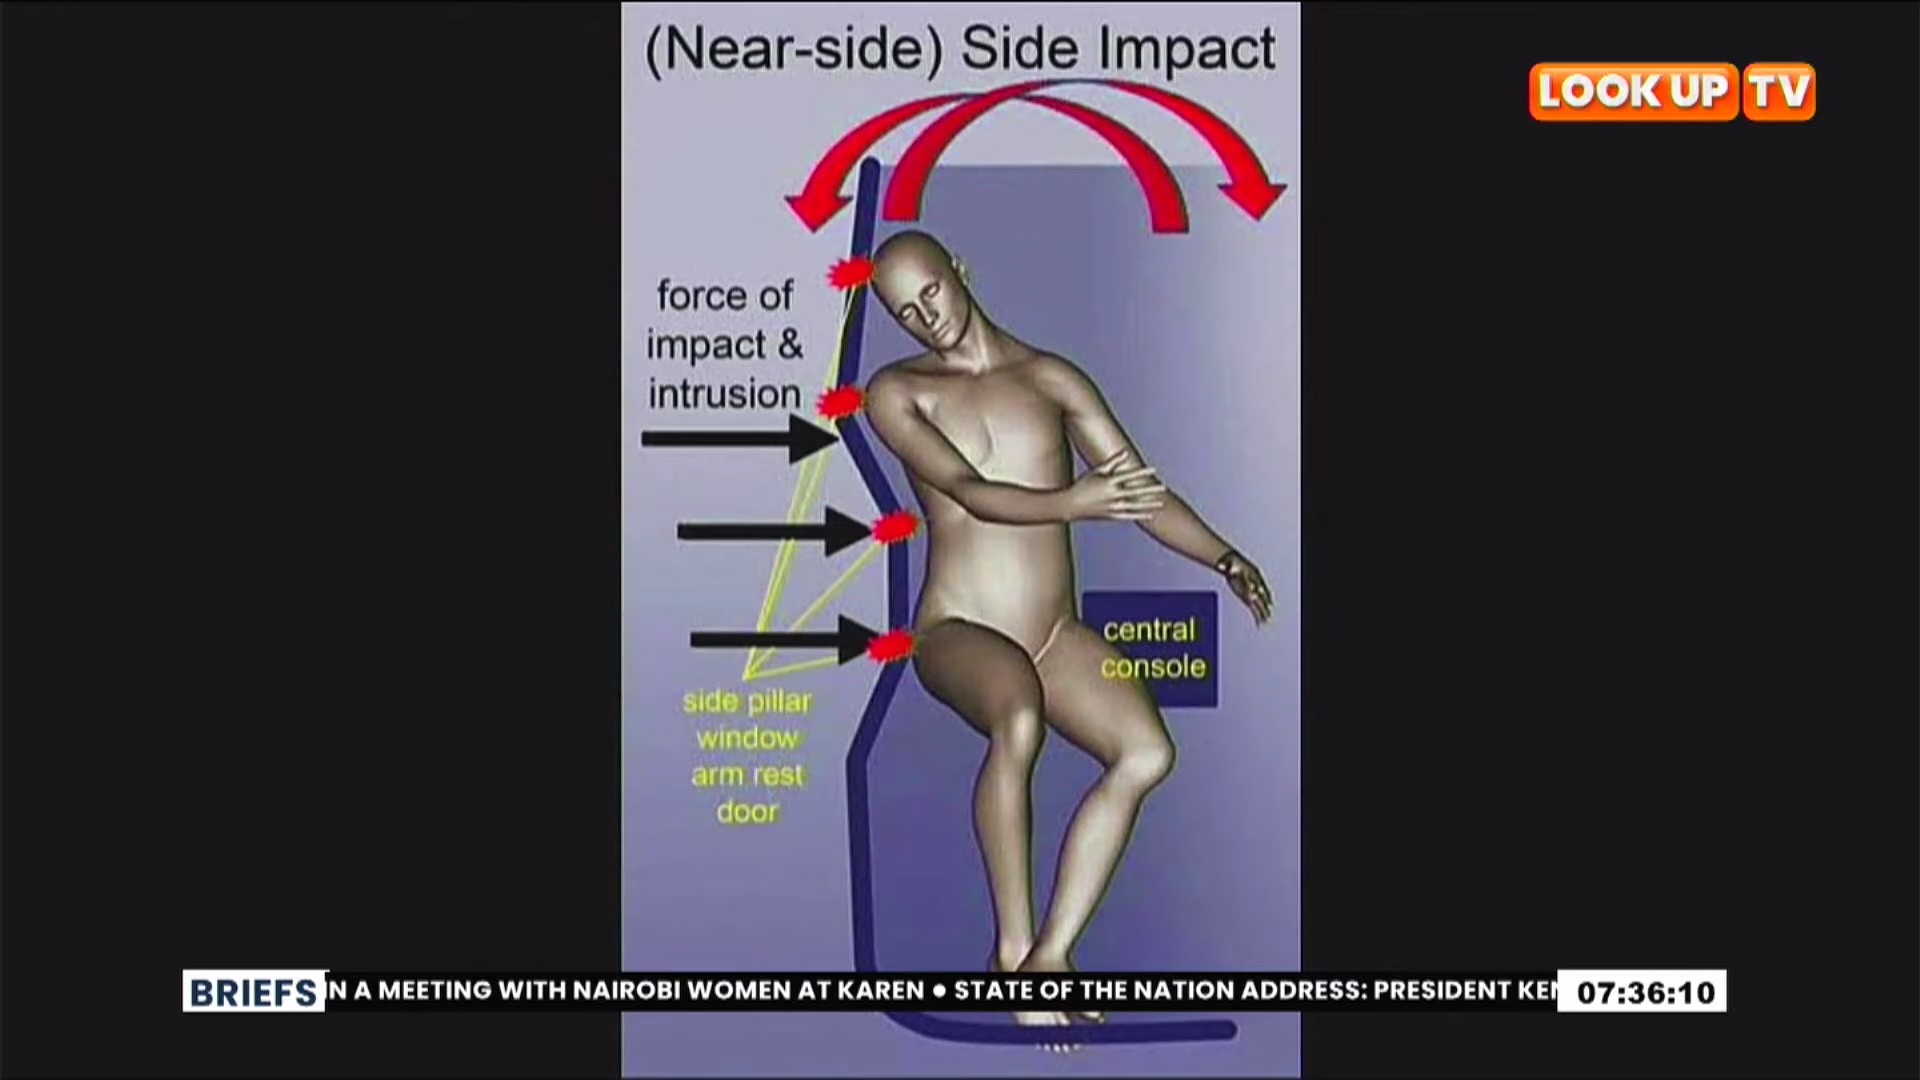 (Near-side) Side Impact
LOOK UP TV
force of
impact &
intrusion
central
console
side pillar
window
arm rest
door
BRIEFS
IN A MEETING WITH NAIROBI WOMEN AT KAREN ● STATE OF THE NATION ADDRESS: PRESIDENT
07:36:10